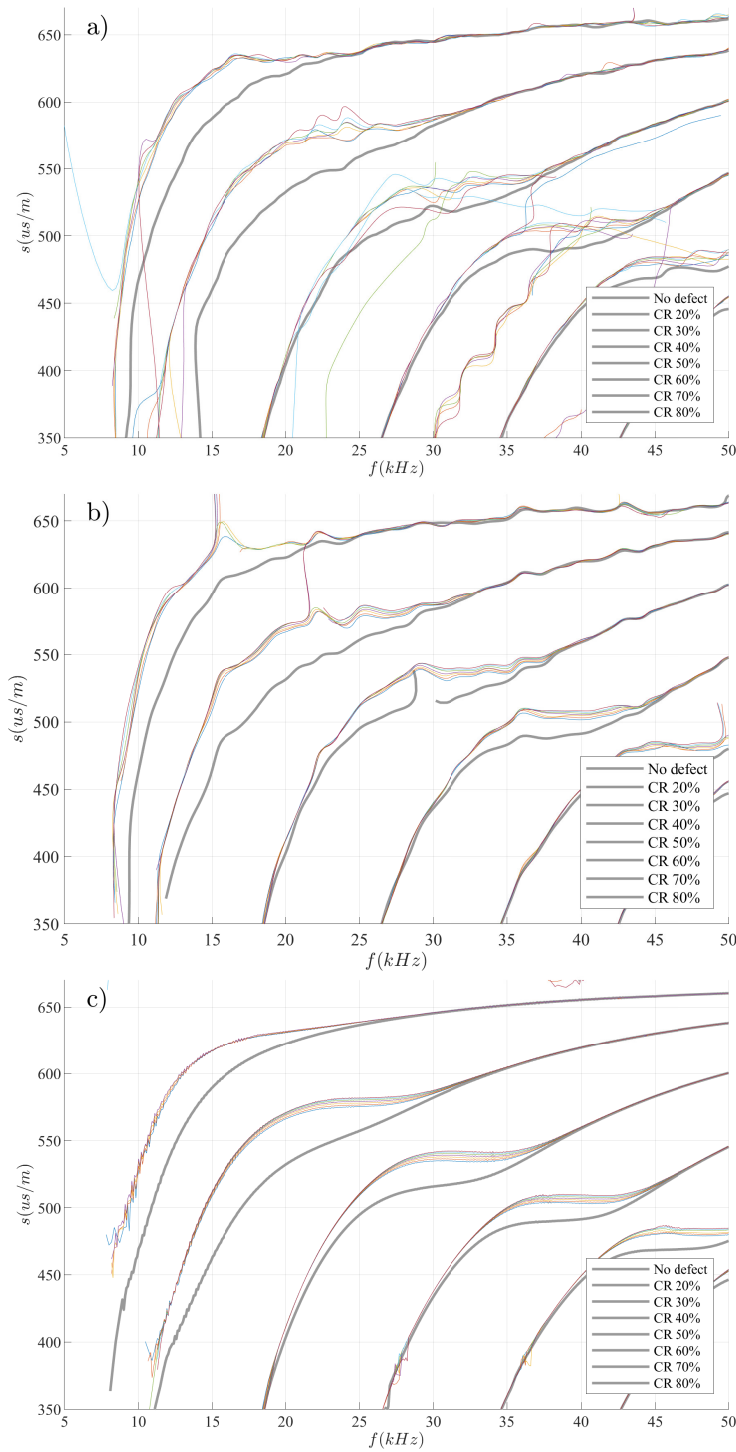 a)
s(us/m)
650
600
550
500
450
400
350
No defect
CR 20%
CR 30%
CR 40%
CR 50%
CR 60%
CR 70%
CR 80%
5 10 15 20 25 30 35 40 45 50
f(kHz)
b)
s(us/m)
650
600
550
500
450
400
350
No defect
CR 20%
CR 30%
CR 40%
CR 50%
CR 60%
CR 70%
CR 80%
5 10 15 20 25 30 35 40 45 50
f(kHz)
c)
s(us/m)
650
600
550
500
450
400
350
No defect
CR 20%
CR 30%
CR 40%
CR 50%
CR 60%
CR 70%
CR 80%
5 10 15 20 25 30 35 40 45 50
f(kHz)